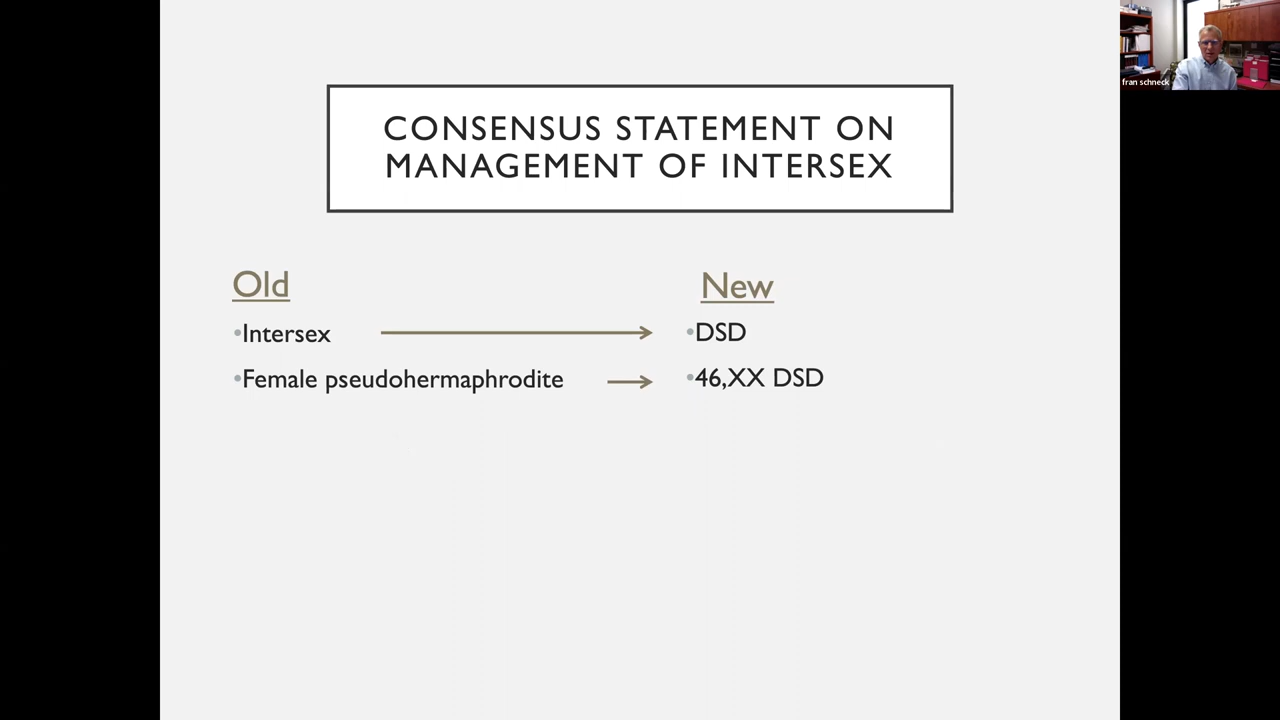 CONSENSUS STATEMENT ON
MANAGEMENT OF INTERSEX
Old
New
•Intersex
•DSD
•Female pseudohermaphrodite
•46,XX DSD
fran schneck